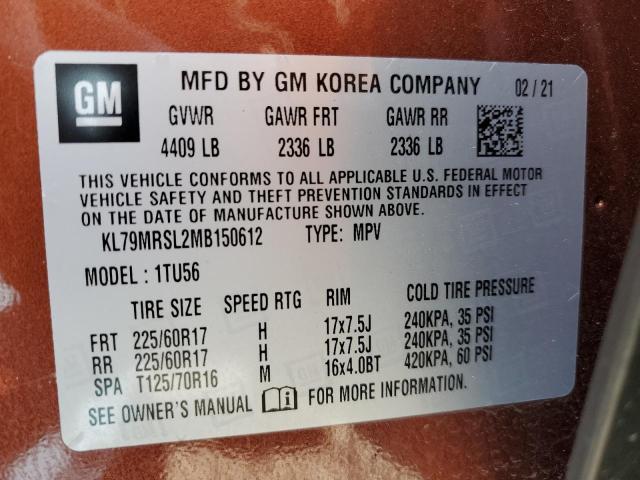 GM MFD BY GM KOREA COMPANY 02 / 21
GVWR GAWR FRT GAWR RR
4409 LB 2336 LB 2336 LB
THIS VEHICLE CONFORMS TO ALL APPLICABLE U.S. FEDERAL MOTOR
VEHICLE SAFETY AND THEFT PREVENTION STANDARDS IN EFFECT
ON THE DATE OF MANUFACTURE SHOWN ABOVE.
KL79MRSL2MB150612 TYPE: MPV
MODEL : 1TU56
TIRE SIZE SPEED RTG RIM COLD TIRE PRESSURE
FRT 225/60R17 H 17x7.5J 240KPA, 35 PSI
RR 225/60R17 H 17x7.5J 240KPA, 35 PSI
SPA T125/70R16 M 16x4.0BT 420KPA, 60 PSI
SEE OWNER'S MANUAL i FOR MORE INFORMATION.